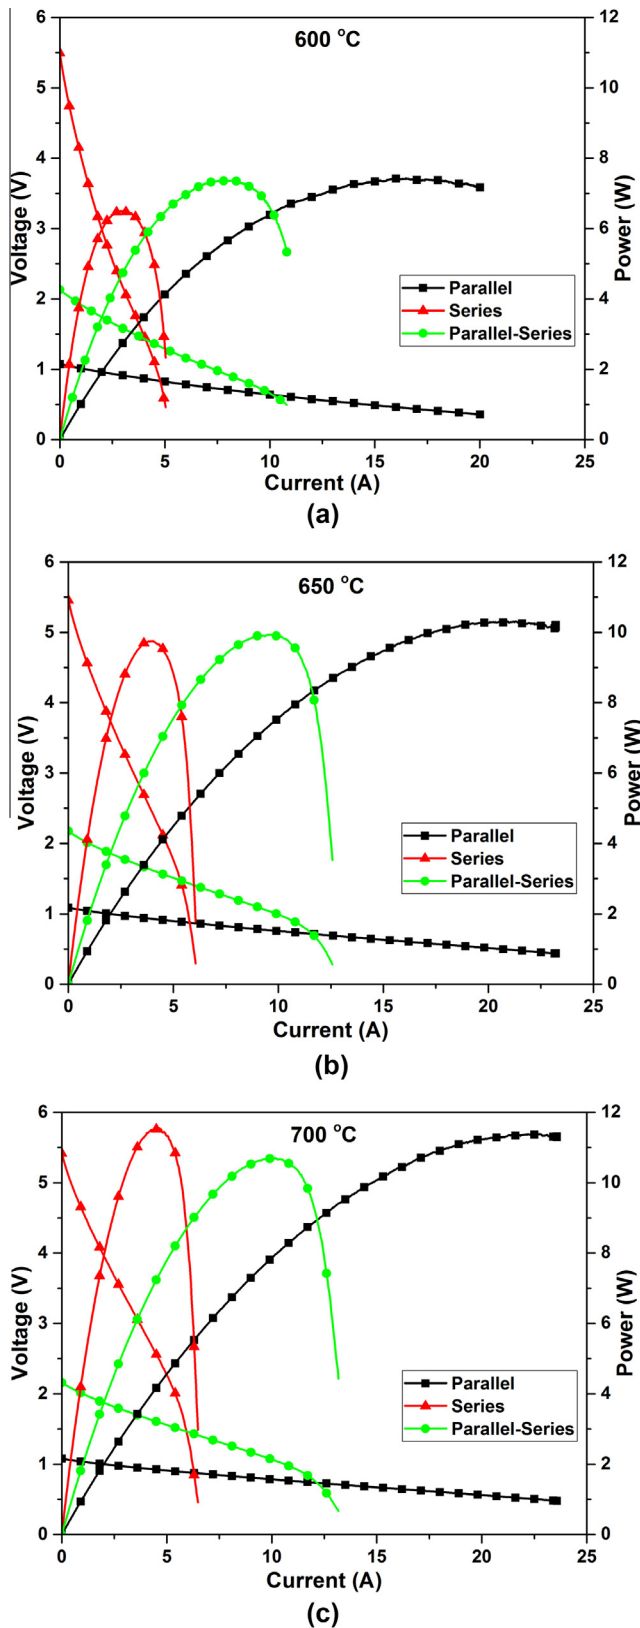 600 °C
6
5
4
3
2
1
0
Voltage (V)
12
10
8
6
4
2
0
Power (W)
Parallel
Series
Parallel-Series
0
5
10
15
20
25
Current (A)
(a)
650 °C
6
5
4
3
2
1
0
Voltage (V)
12
10
8
6
4
2
0
Power (W)
Parallel
Series
Parallel-Series
0
5
10
15
20
25
Current (A)
(b)
700 °C
6
5
4
3
2
1
0
Voltage (V)
12
10
8
6
4
2
0
Power (W)
Parallel
Series
Parallel-Series
0
5
10
15
20
25
Current (A)
(c)